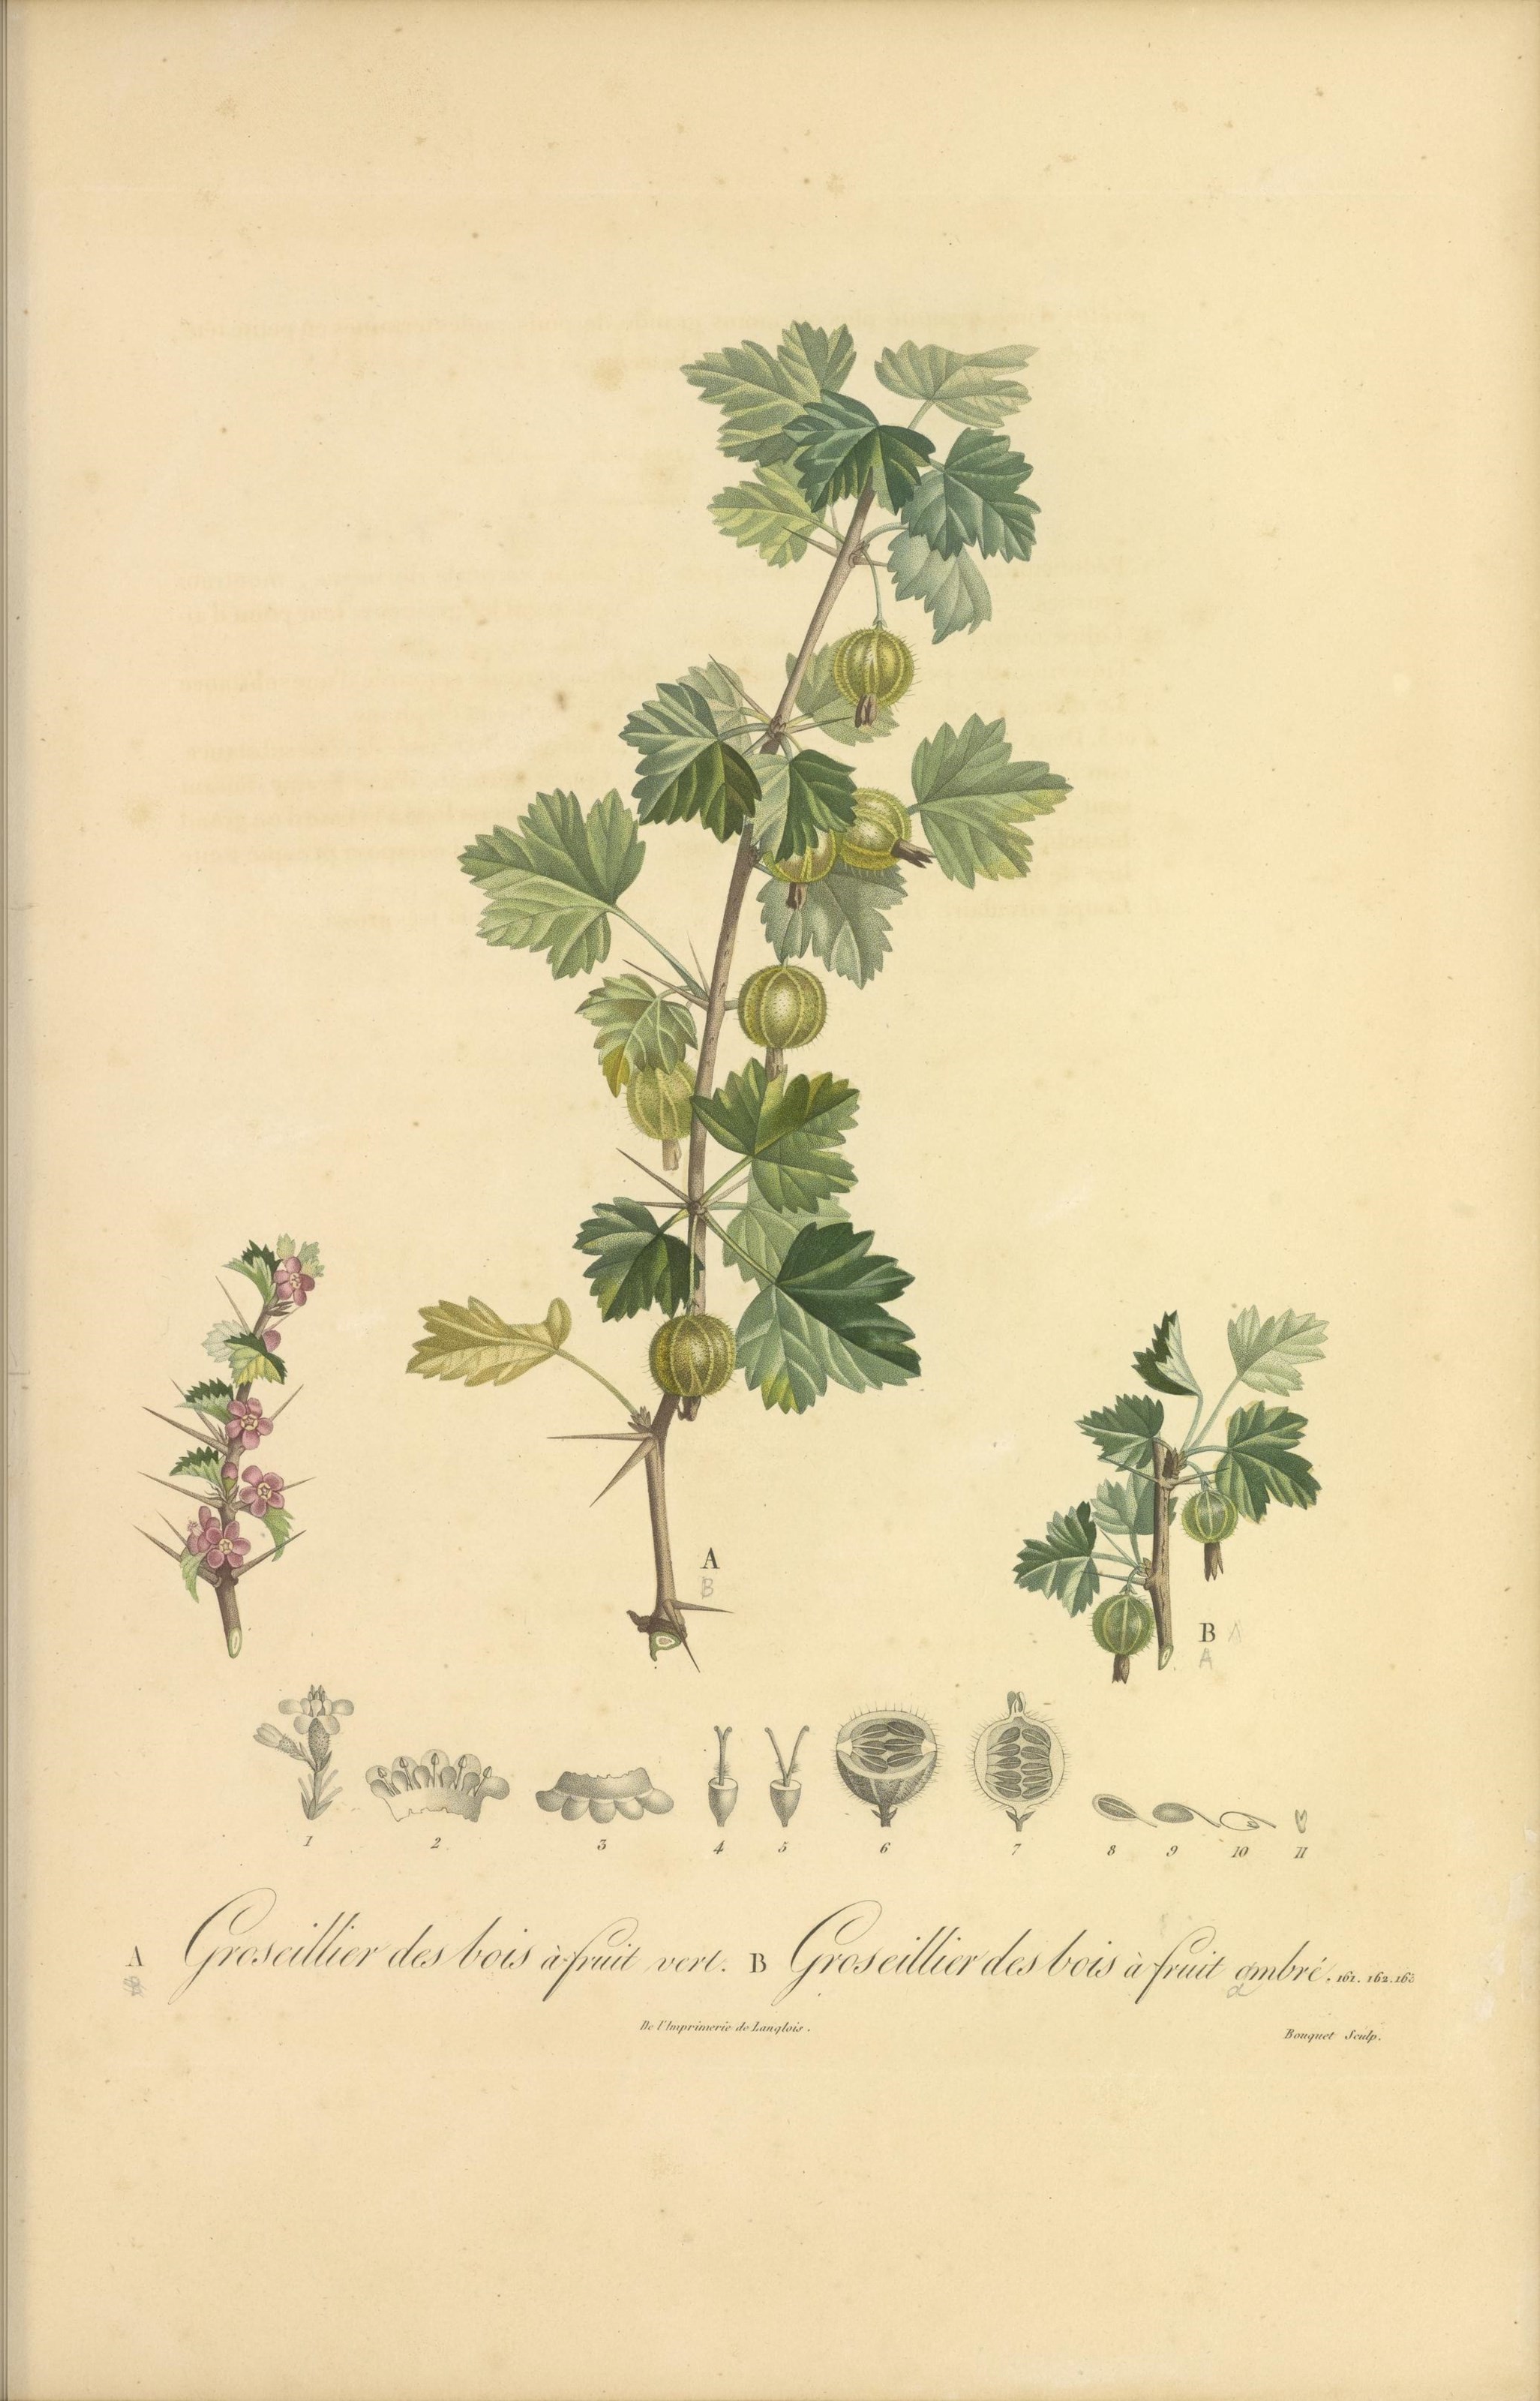 A
B
B A
A
1 2 3 4 5 6 7 8 9 10 11
A Groseillier des bois à fruit vert. B Groseillier des bois à fruit ombré. 161. 162. 163
a
De l'Imprimerie de Langlois.
Bouquet Sculp.